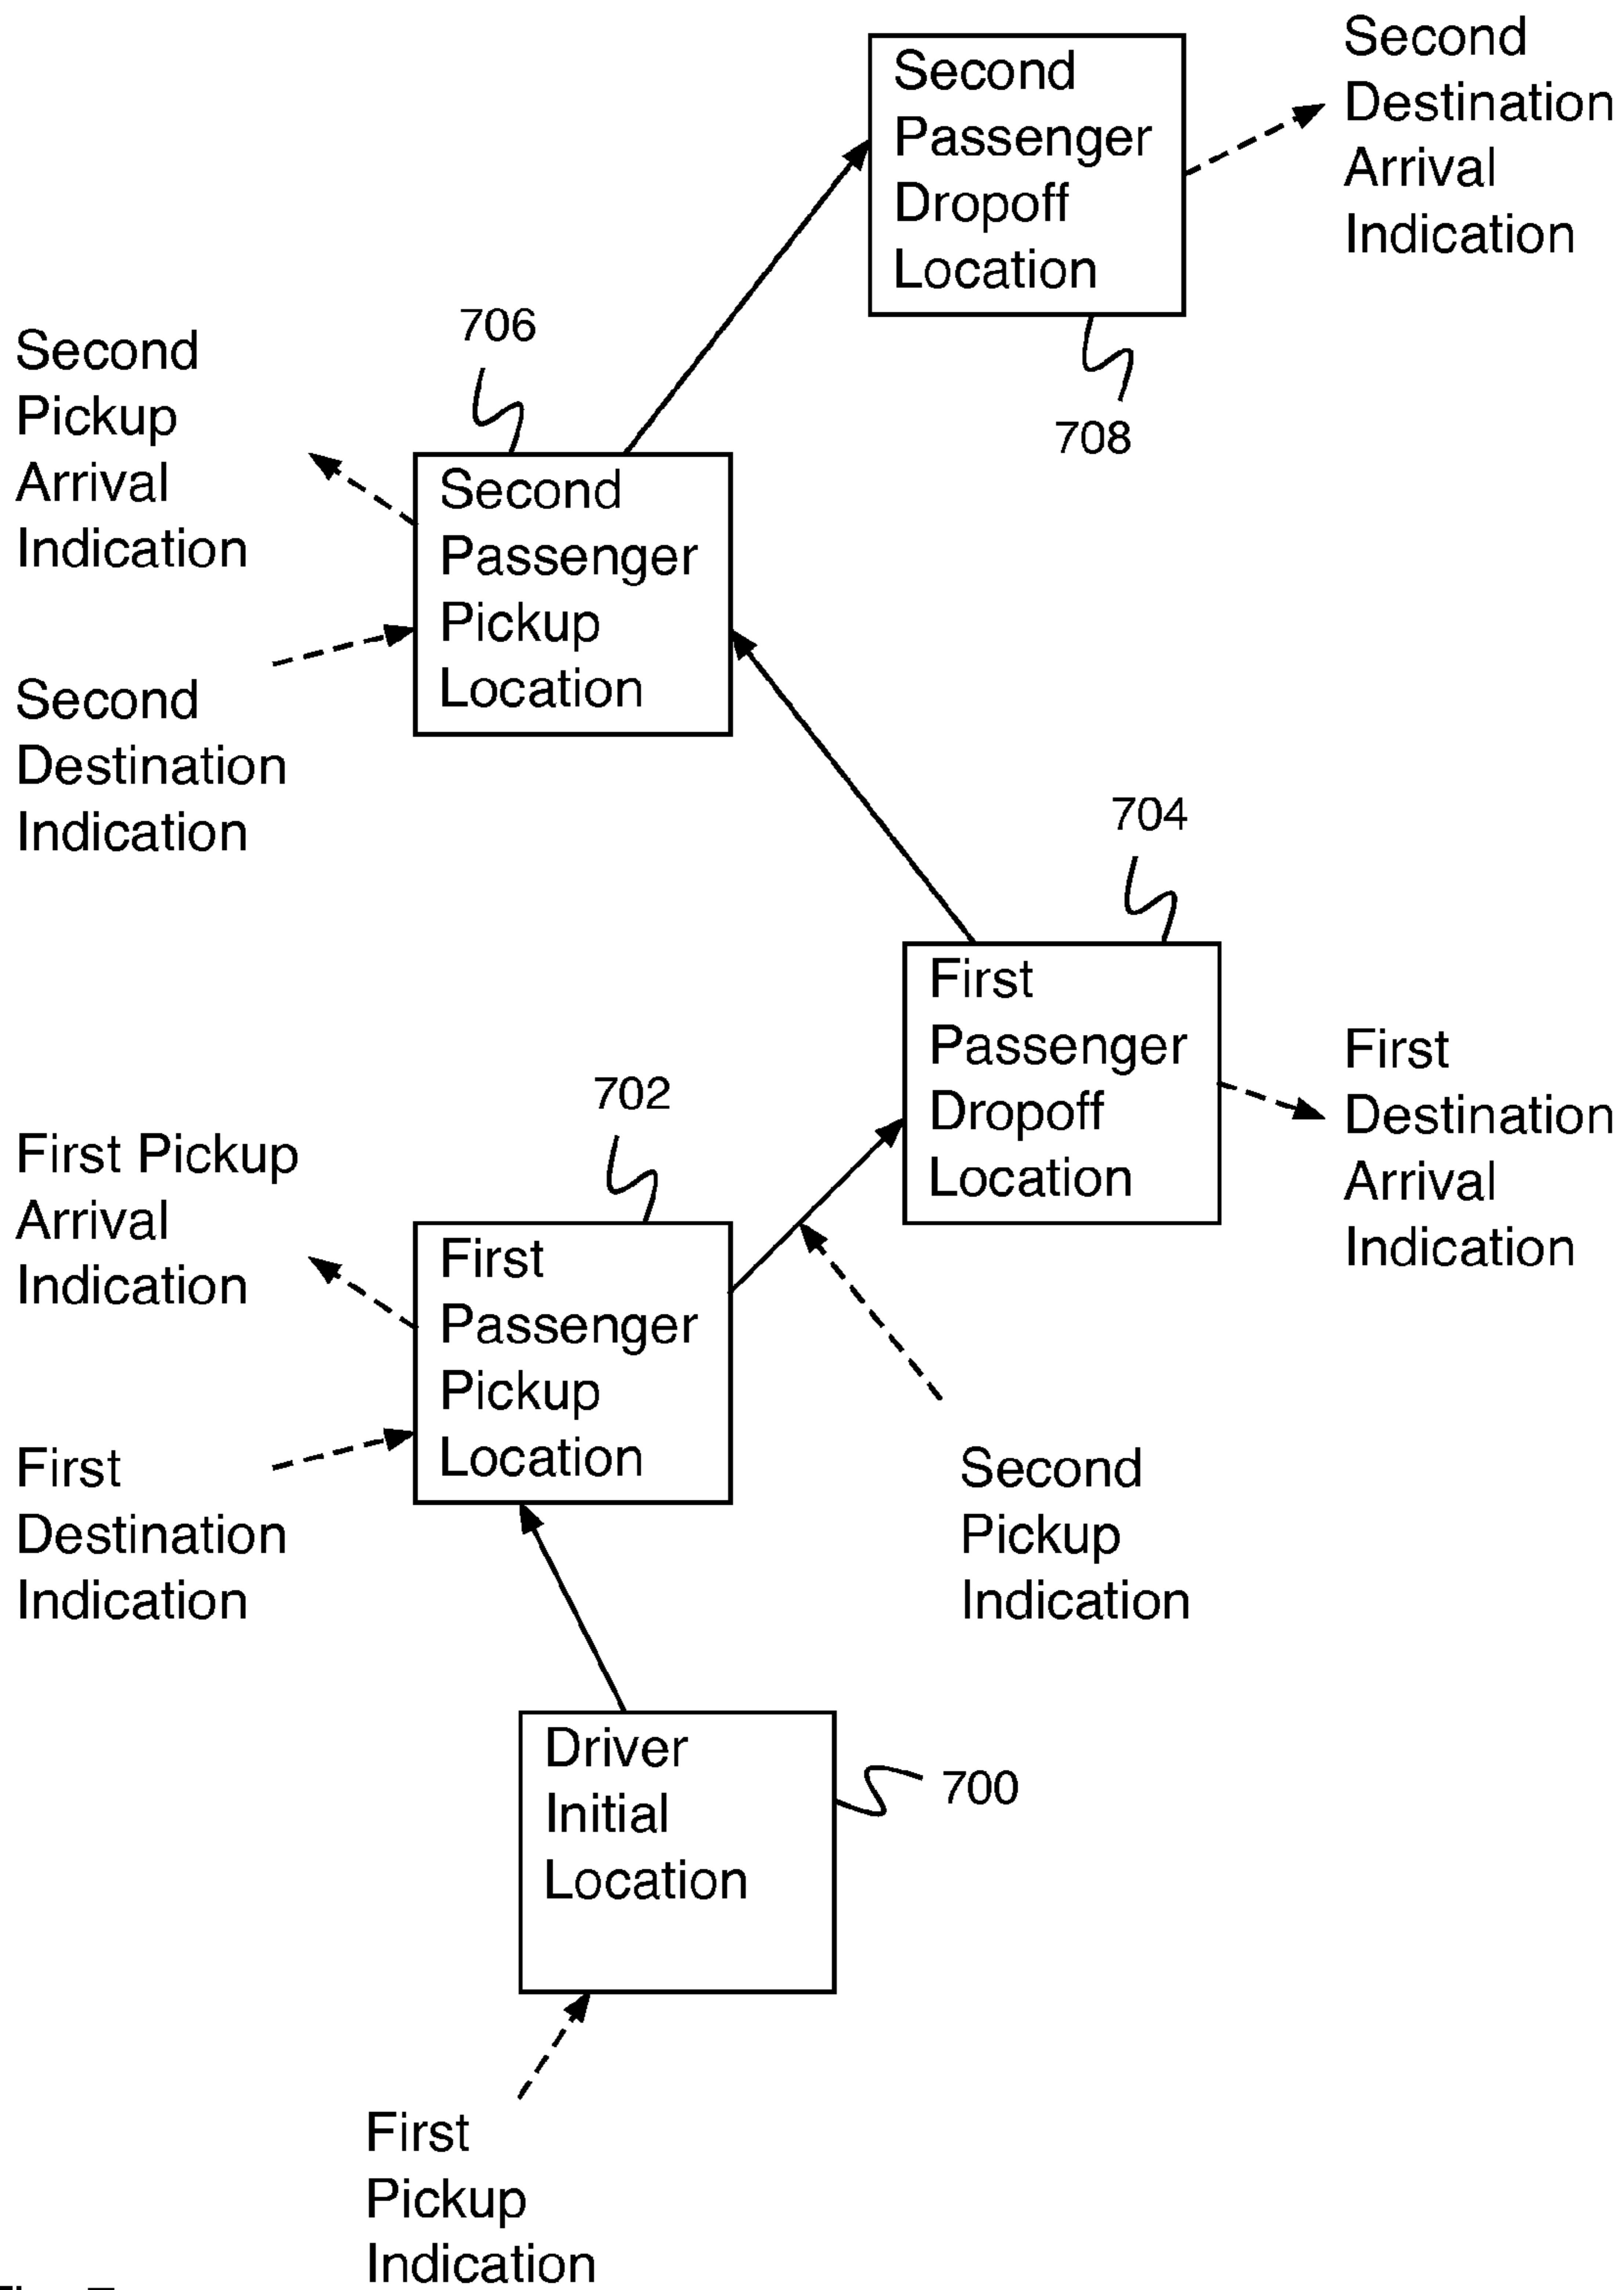 Second
Passenger
Dropoff
Location
Second
Destination
Arrival
Indication
708
706
Second
Pickup
Arrival
Indication
Second
Passenger
Pickup
Location
Second
Destination
Indication
704
First
Passenger
Dropoff
Location
First
Destination
Arrival
Indication
702
First Pickup
Arrival
Indication
First
Passenger
Pickup
Location
First
Destination
Indication
Second
Pickup
Indication
Driver
Initial
Location
700
First
Pickup
Indication